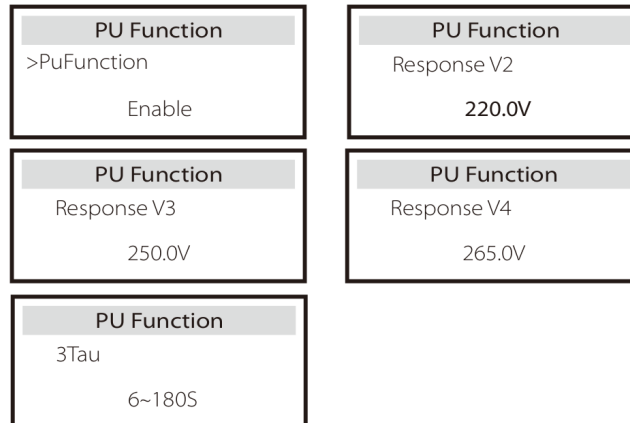 PU Function
>PuFunction
Enable
PU Function
Response V2
220.0V
PU Function
Response V3
250.0V
PU Function
Response V4
265.0V
PU Function
3Tau
6~180S